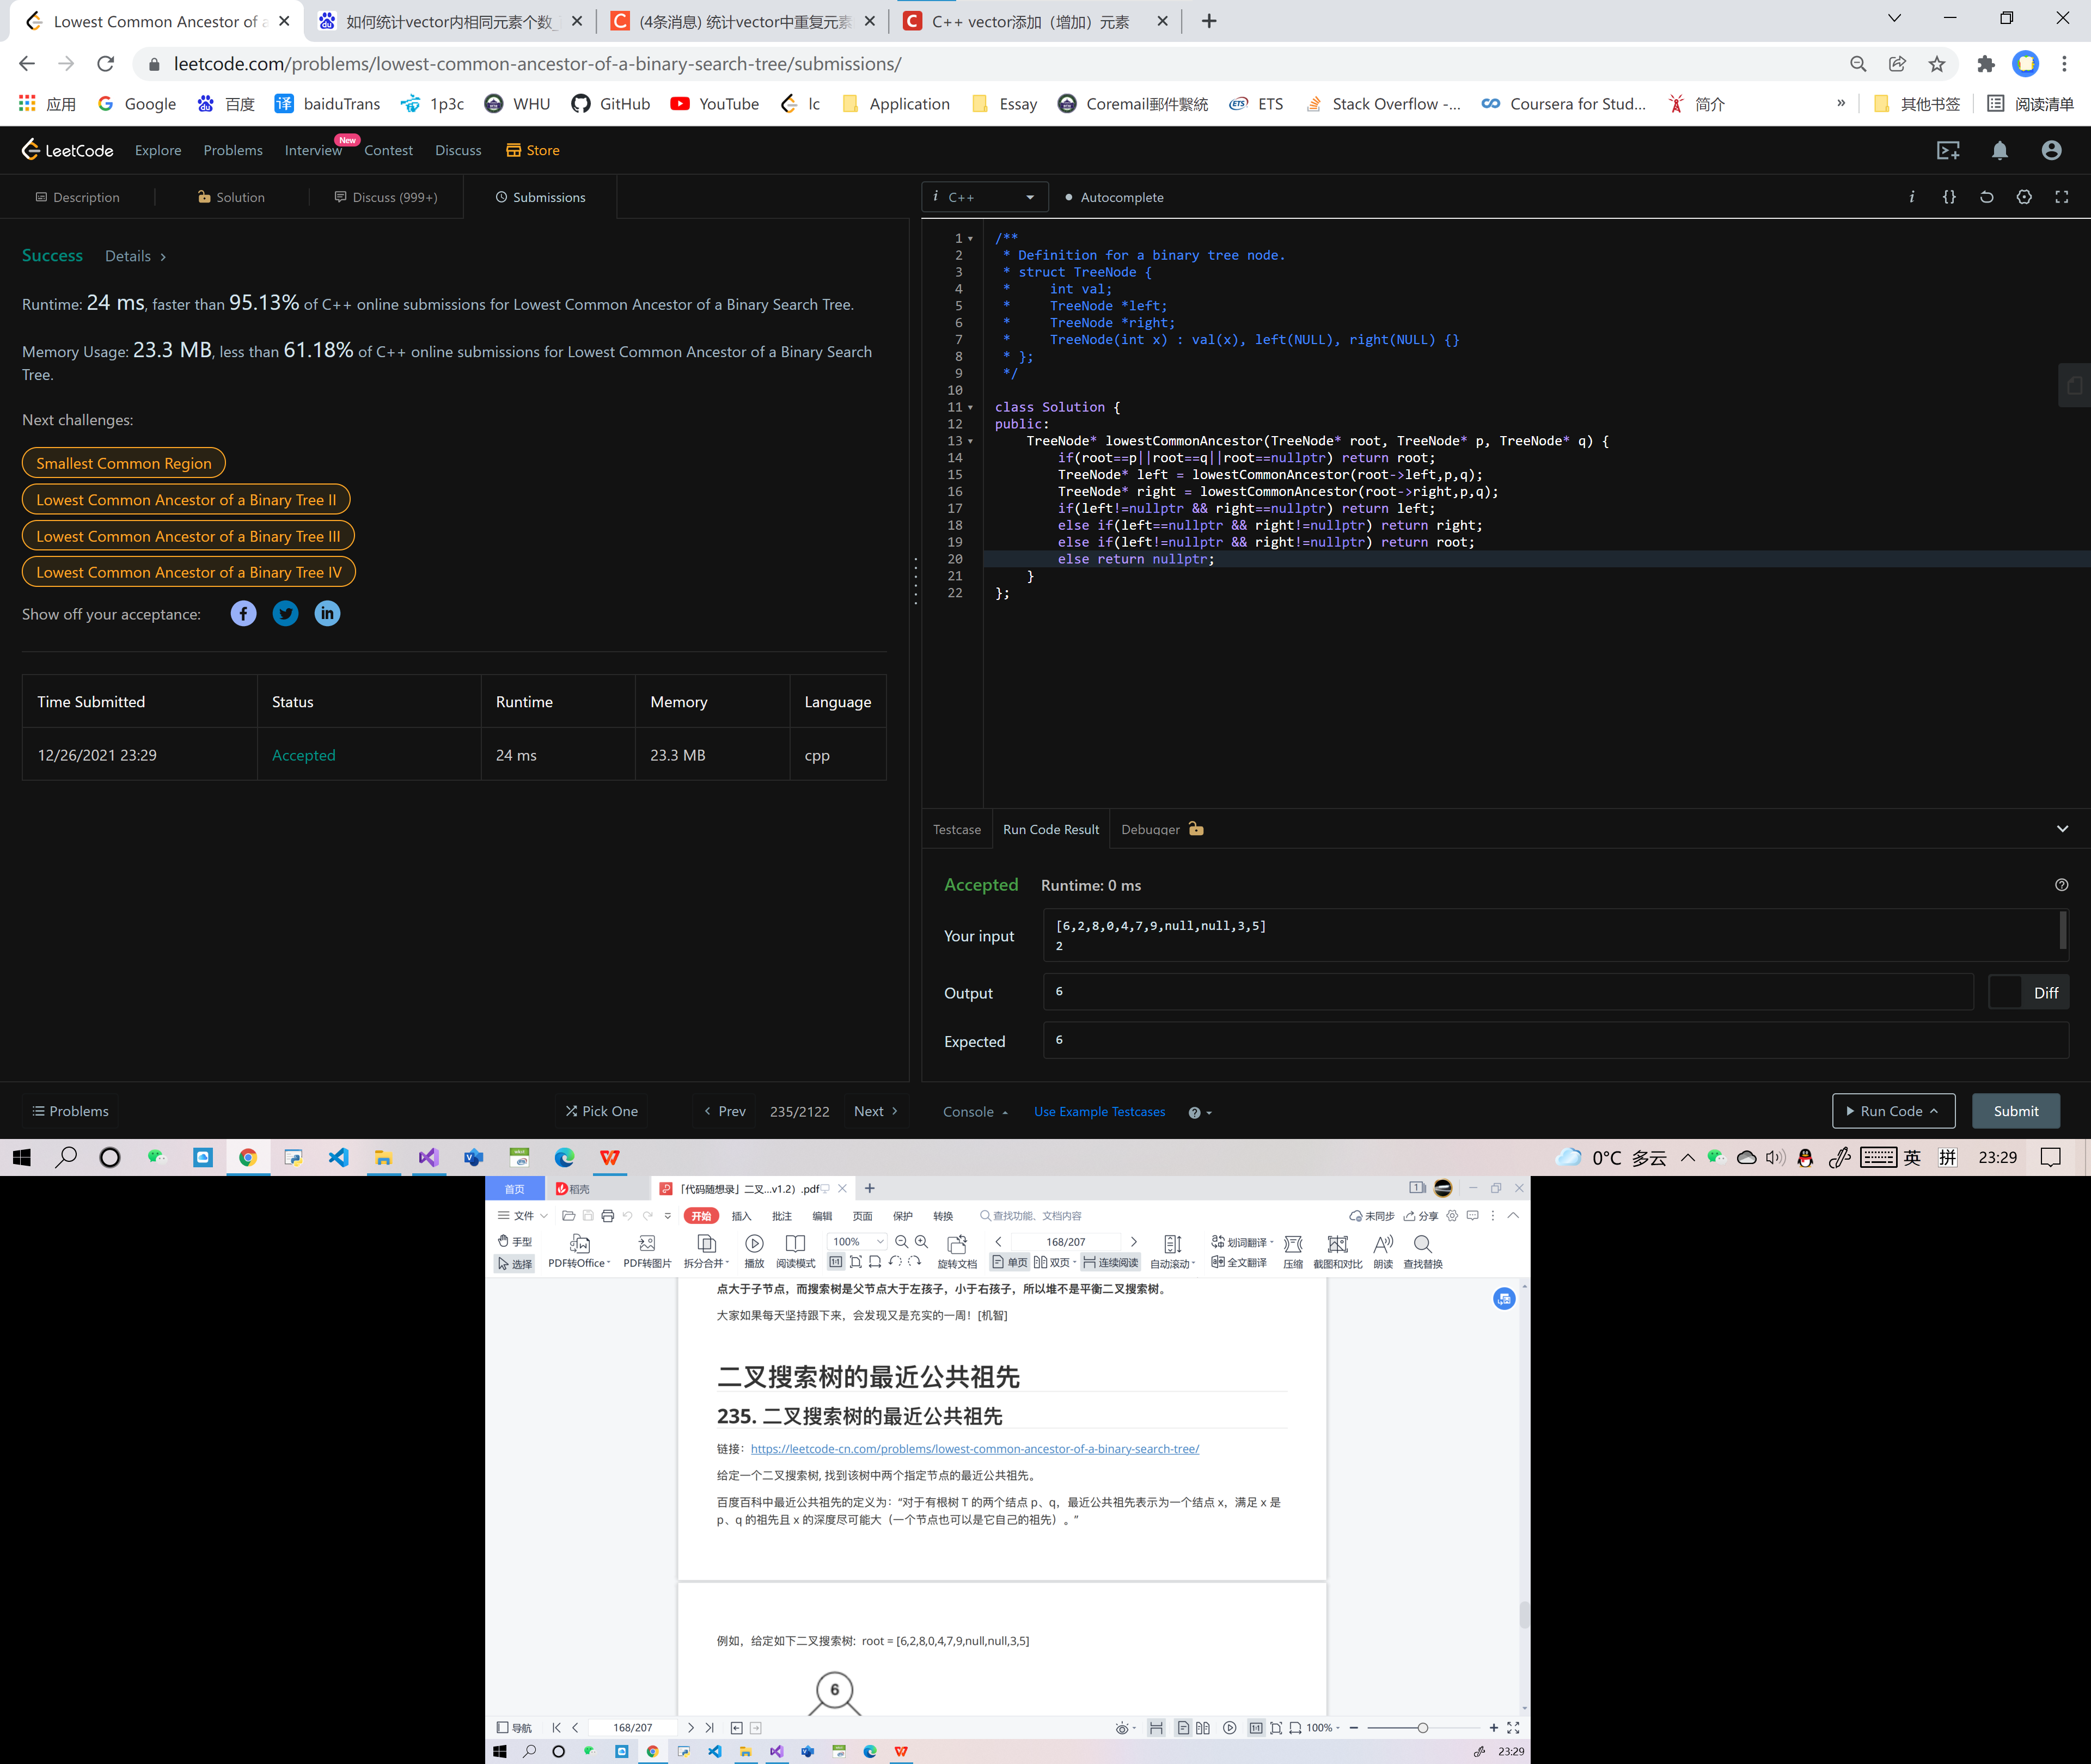 Lowest Common Ancestor of a
如何统计vector内相同元素个数_
(4条消息) 统计vector中重复元素
C++ vector添加（增加）元素
leetcode.com/problems/lowest-common-ancestor-of-a-binary-search-tree/submissions/
应用 Google 百度 baiduTrans 1p3c WHU GitHub YouTube lc Application Essay Coremail郵件繫統 ETS Stack Overflow -... Coursera for Stud... 简介 » 其他书签 阅读清单
LeetCode Explore Problems Interview New Contest Discuss Store
Description Solution Discuss (999+) Submissions
i C++ Autocomplete
Success Details
Runtime: 24 ms, faster than 95.13% of C++ online submissions for Lowest Common Ancestor of a Binary Search Tree.
Memory Usage: 23.3 MB, less than 61.18% of C++ online submissions for Lowest Common Ancestor of a Binary Search
Tree.
Next challenges:
Smallest Common Region
Lowest Common Ancestor of a Binary Tree II
Lowest Common Ancestor of a Binary Tree III
Lowest Common Ancestor of a Binary Tree IV
Show off your acceptance:
Time Submitted Status Runtime Memory Language
12/26/2021 23:29 Accepted 24 ms 23.3 MB cpp
1 /**
2 * Definition for a binary tree node.
3 * struct TreeNode {
4 * int val;
5 * TreeNode *left;
6 * TreeNode *right;
7 * TreeNode(int x) : val(x), left(NULL), right(NULL) {}
8 * };
9 */
10
11 class Solution {
12 public:
13 TreeNode* lowestCommonAncestor(TreeNode* root, TreeNode* p, TreeNode* q) {
14 if(root==p||root==q||root==nullptr) return root;
15 TreeNode* left = lowestCommonAncestor(root->left,p,q);
16 TreeNode* right = lowestCommonAncestor(root->right,p,q);
17 if(left!=nullptr && right==nullptr) return left;
18 else if(left==nullptr && right!=nullptr) return right;
19 else if(left!=nullptr && right!=nullptr) return root;
20 else return nullptr;
21 }
22 };
Testcase Run Code Result Debugger
Accepted Runtime: 0 ms
Your input
[6,2,8,0,4,7,9,null,null,3,5]
2
Output 6 Diff
Expected 6
Problems Pick One Prev 235/2122 Next Console Use Example Testcases Run Code Submit
0°C 多云 英 拼 23:29
首页 稻壳 「代码随想录」二叉...v1.2）.pdf
文件 开始 插入 批注 编辑 页面 保护 转换 查找功能、文档内容 未同步 分享
手型 选择 PDF转Office PDF转图片 拆分合并 播放 阅读模式 100% 旋转文档 168/207 单页 双页 连续阅读 自动滚动 划词翻译 全文翻译 压缩 截图和对比 朗读 查找替换
点大于子节点，而搜索树是父节点大于左孩子，小于右孩子，所以堆不是平衡二叉搜索树。
大家如果每天坚持跟下来，会发现又是充实的一周！[机智]
二叉搜索树的最近公共祖先
235. 二叉搜索树的最近公共祖先
链接：https://leetcode-cn.com/problems/lowest-common-ancestor-of-a-binary-search-tree/
给定一个二叉搜索树, 找到该树中两个指定节点的最近公共祖先。
百度百科中最近公共祖先的定义为：“对于有根树 T 的两个结点 p、q，最近公共祖先表示为一个结点 x，满足 x 是
p、q 的祖先且 x 的深度尽可能大（一个节点也可以是它自己的祖先）。”
例如，给定如下二叉搜索树: root = [6,2,8,0,4,7,9,null,null,3,5]
6
导航 168/207 100%
23:29